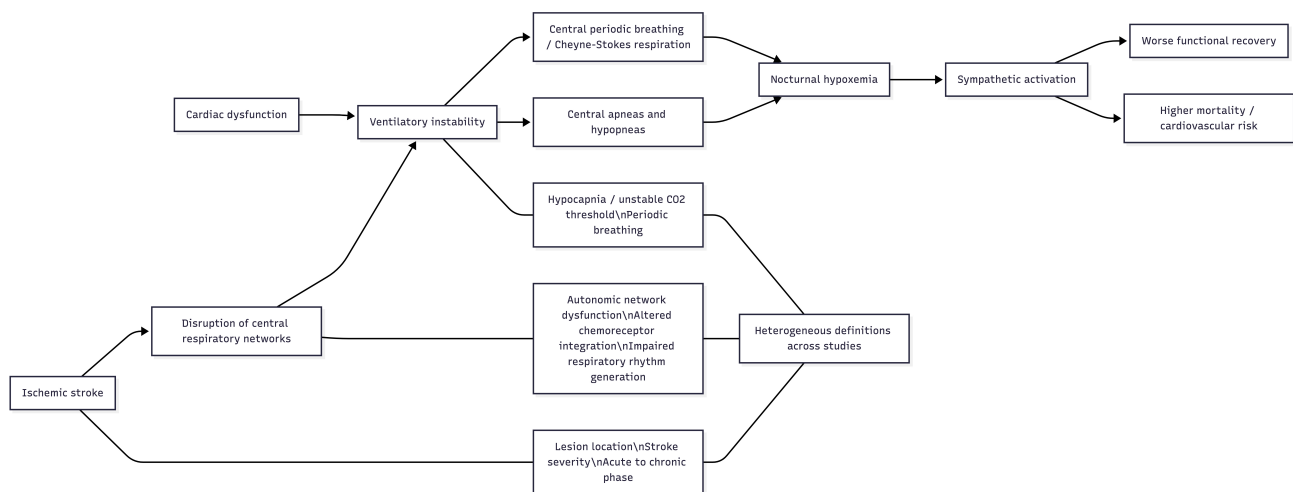 Central periodic breathing
/ Cheyne-Stokes respiration
Worse functional recovery
Nocturnal hypoxemia
Sympathetic activation
Cardiac dysfunction
Ventilatory instability
Central apneas and
hypopneas
Higher mortality /
cardiovascular risk
Hypocapnia / unstable CO2
threshold\nPeriodic
breathing
Disruption of central
respiratory networks
Autonomic network
dysfunction\nAltered
chemoreceptor
integration\nImpaired
respiratory rhythm
generation
Heterogeneous definitions
across studies
Ischemic stroke
Lesion location\nStroke
severity\nAcute to chronic
phase